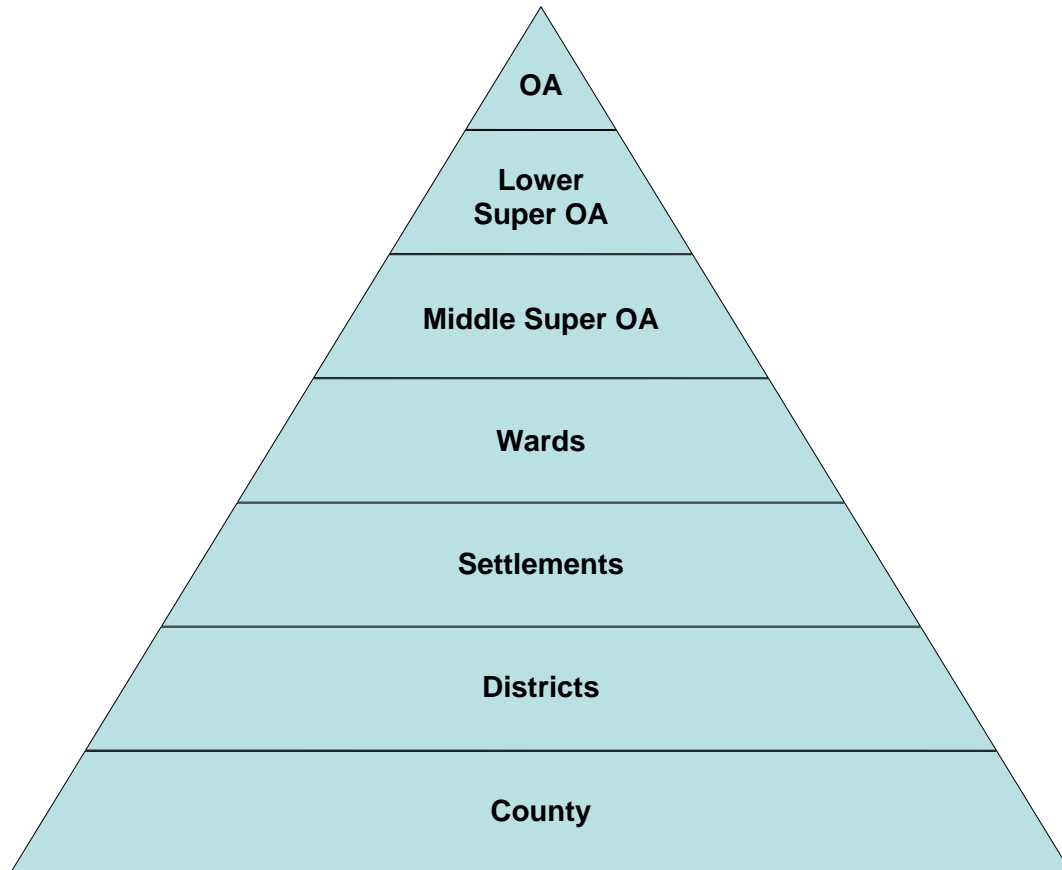 OA
Lower
Super OA
Middle Super OA
Wards
Settlements
Districts
County